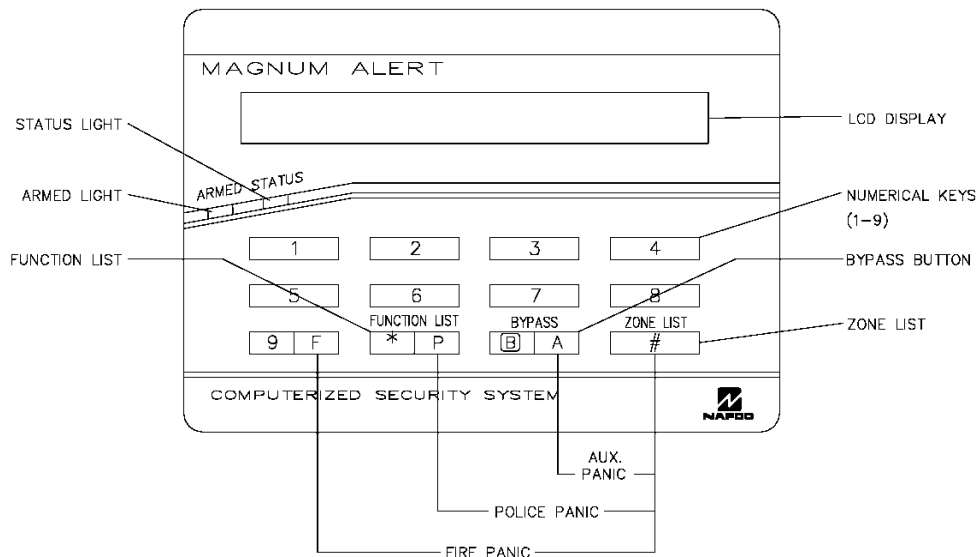 MAGNUM ALERT
STATUS LIGHT
LCD DISPLAY
ARMED STATUS
ARMED LIGHT
NUMERICAL KEYS
(1-9)
1 2 3 4
FUNCTION LIST
BYPASS BUTTON
5 6 7 8
FUNCTION LIST BYPASS ZONE LIST
ZONE LIST
9 F * P B A #
COMPUTERIZED SECURITY SYSTEM
NAPCO
AUX.
PANIC
POLICE PANIC
FIRE PANIC